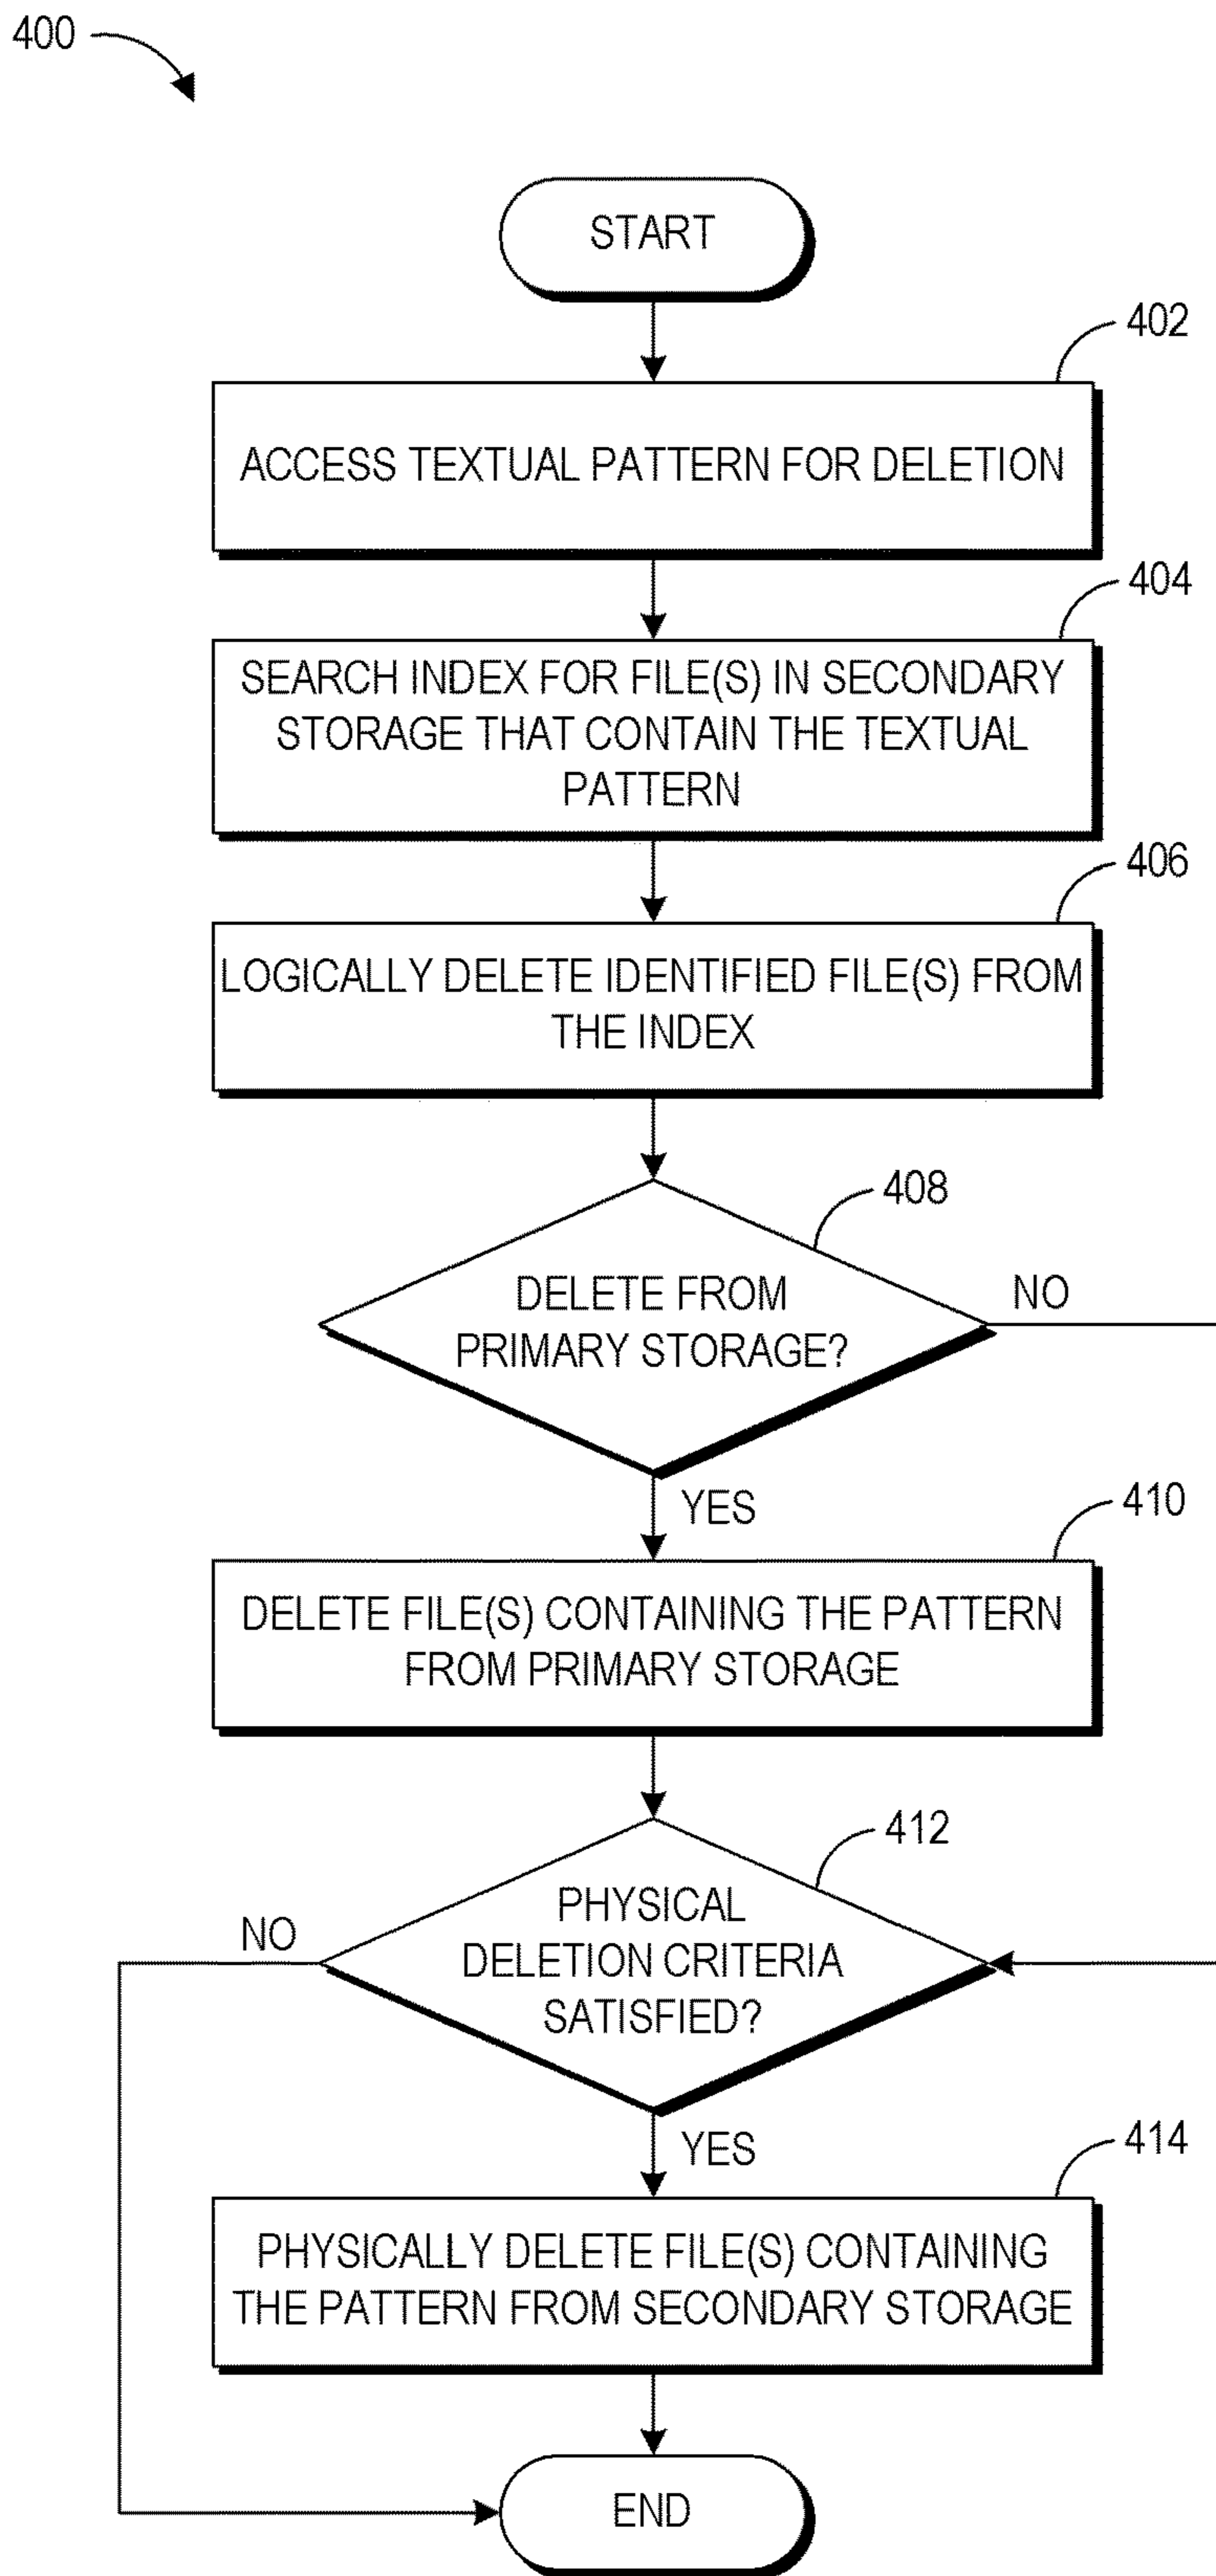 400
START
402
ACCESS TEXTUAL PATTERN FOR DELETION
404
SEARCH INDEX FOR FILE(S) IN SECONDARY
STORAGE THAT CONTAIN THE TEXTUAL
PATTERN
406
LOGICALLY DELETE IDENTIFIED FILE(S) FROM
THE INDEX
408
DELETE FROM
PRIMARY STORAGE?
NO
YES
410
DELETE FILE(S) CONTAINING THE PATTERN
FROM PRIMARY STORAGE
412
PHYSICAL
DELETION CRITERIA
SATISFIED?
NO
YES
414
PHYSICALLY DELETE FILE(S) CONTAINING
THE PATTERN FROM SECONDARY STORAGE
END